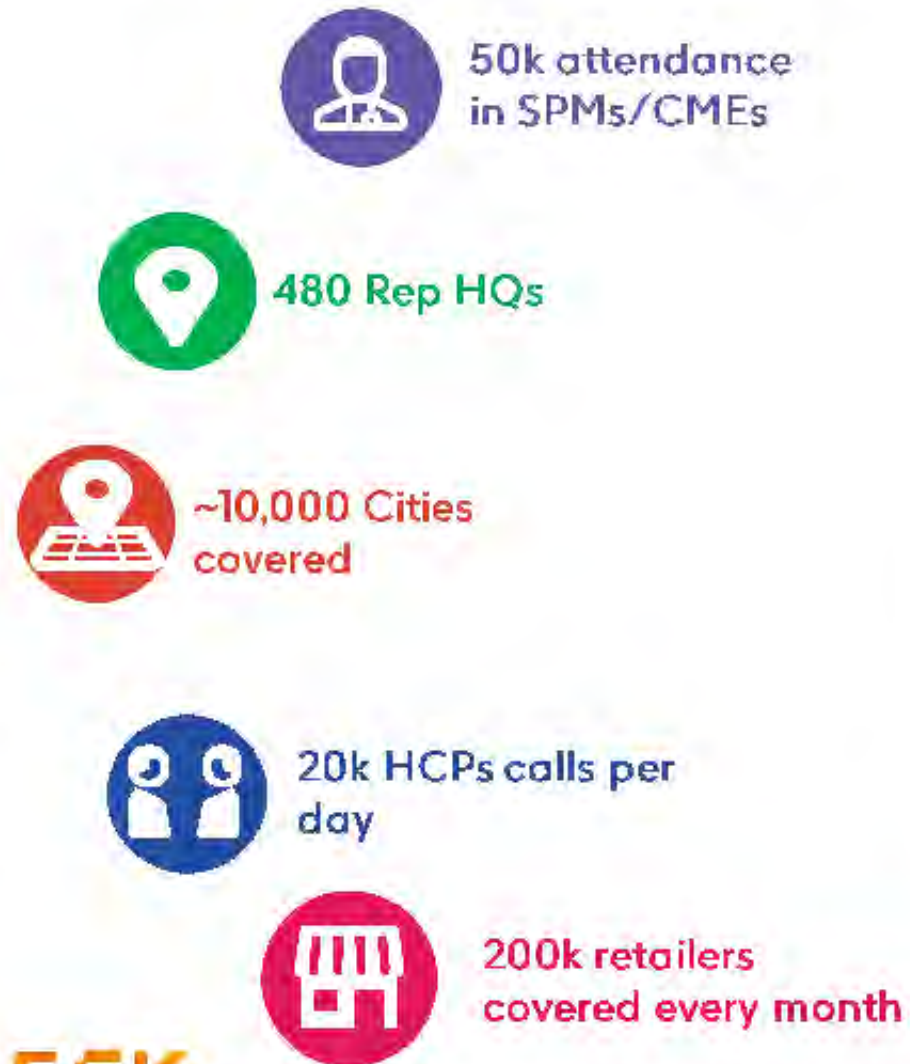 50k attendance
in SPMs/CMEs
480 Rep HQs
~10,000 Cities
covered
20k HCPs calls per
day
200k retailers
covered every month